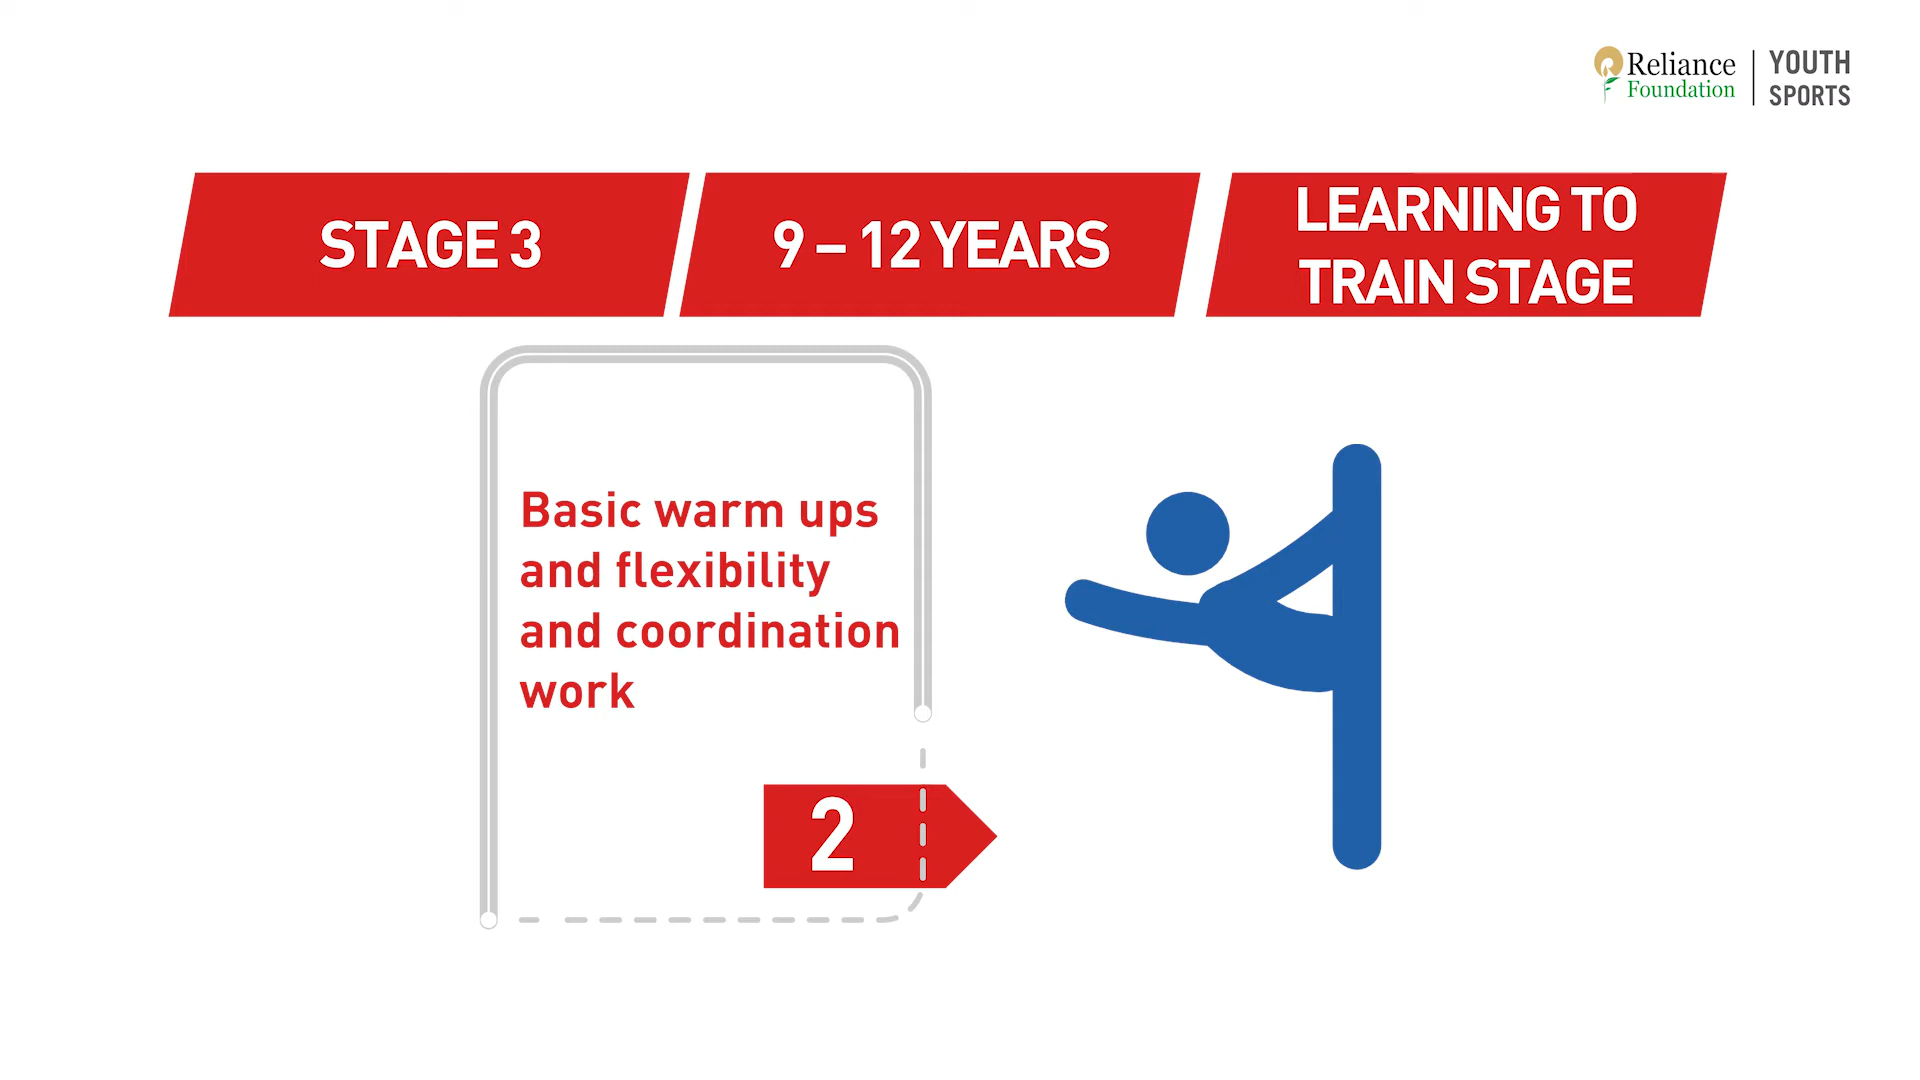 Reliance
Foundation
YOUTH
SPORTS
STAGE 3
9 – 12 YEARS
LEARNING TO
TRAIN STAGE
Basic warm ups
and flexibility
and coordination
work
2